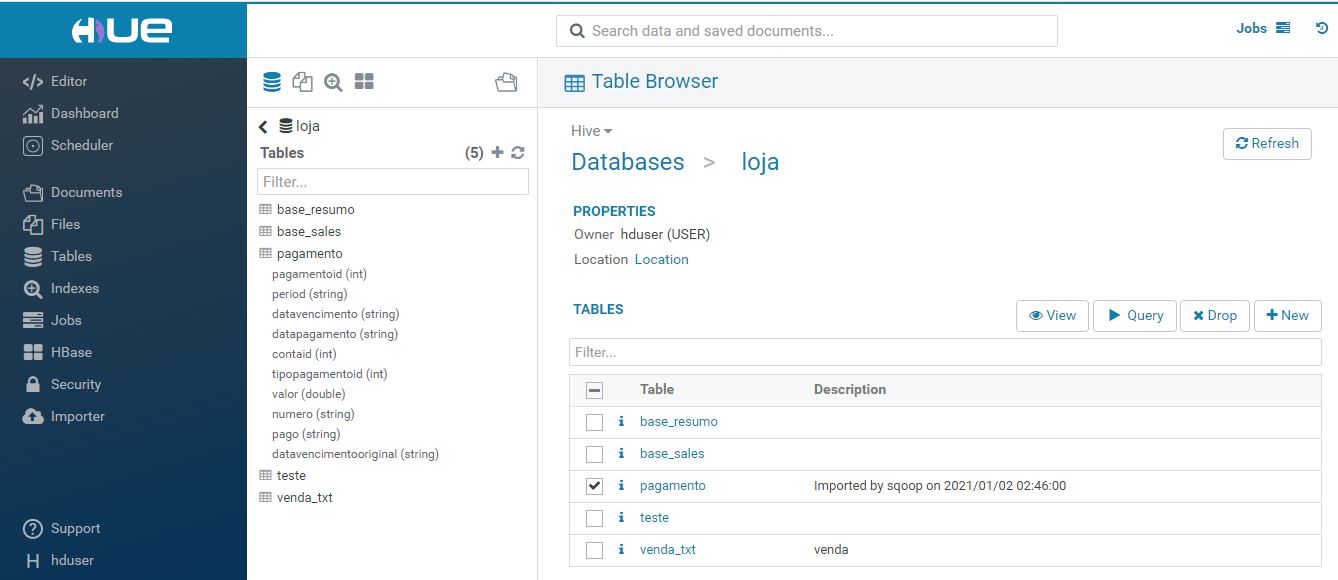 HUE
Search data and saved documents...
Jobs
Editor
Dashboard
Scheduler
Documents
Files
Tables
Indexes
Jobs
HBase
Security
Importer
Support
H hduser
loja
Tables (5)
Filter...
base_resumo
base_sales
pagamento
pagamentoid (int)
period (string)
datavencimento (string)
datapagamento (string)
contaid (int)
tipopagamentoid (int)
valor (double)
numero (string)
pago (string)
datavencimentooriginal (string)
teste
venda_txt
Table Browser
Hive
Databases > loja
Refresh
PROPERTIES
Owner hduser (USER)
Location Location
TABLES
View Query Drop New
Filter...
Table Description
base_resumo
base_sales
pagamento Imported by sqoop on 2021/01/02 02:46:00
teste
venda_txt venda